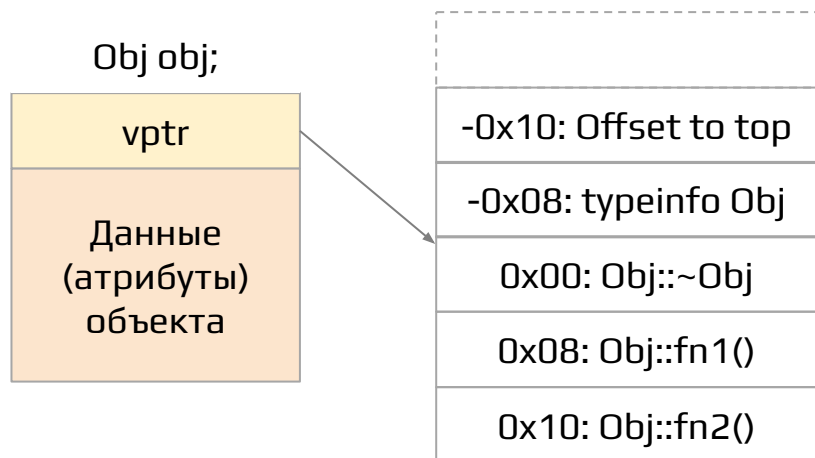 Obj obj;
vptr
Данные
(атрибуты)
объекта
-0x10: Offset to top
-0x08: typeinfo Obj
0x00: Obj::~Obj
0x08: Obj::fn1()
0x10: Obj::fn2()